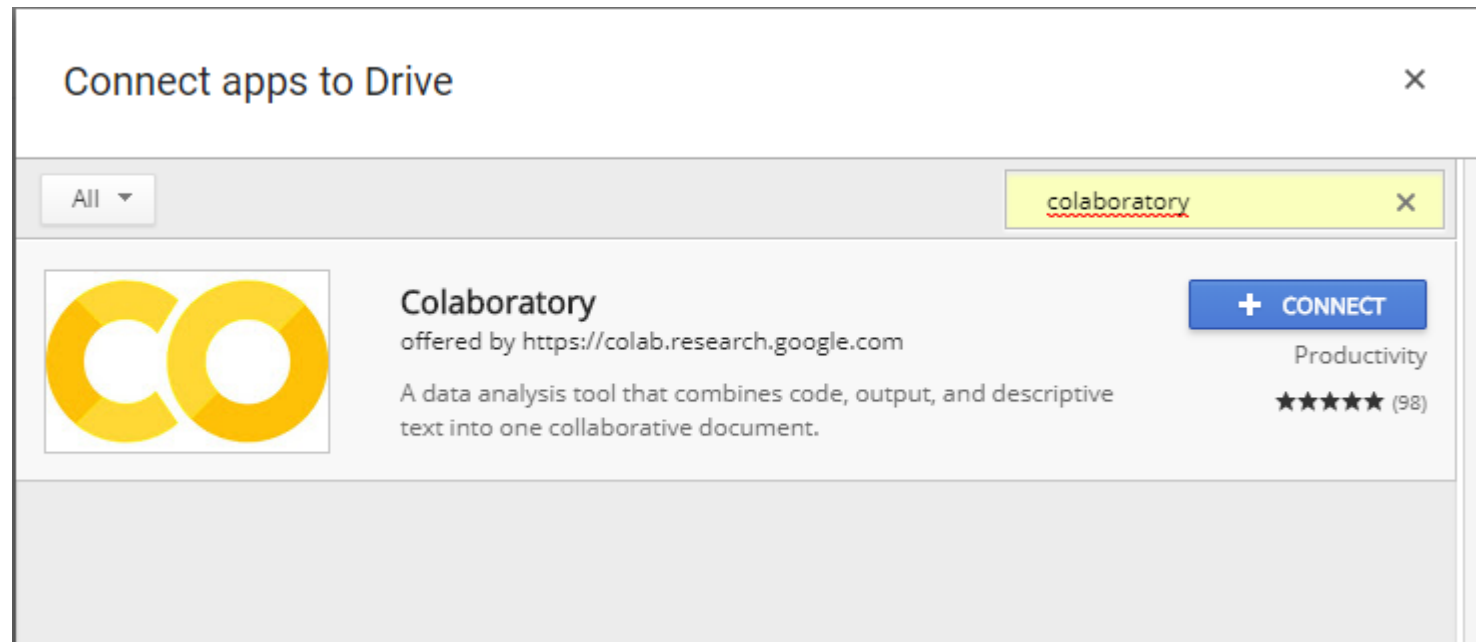 Connect apps to Drive
All
colaboratory
CO
Colaboratory
offered by https://colab.research.google.com
A data analysis tool that combines code, output, and descriptive
text into one collaborative document.
+ CONNECT
Productivity
★★★★★ (98)